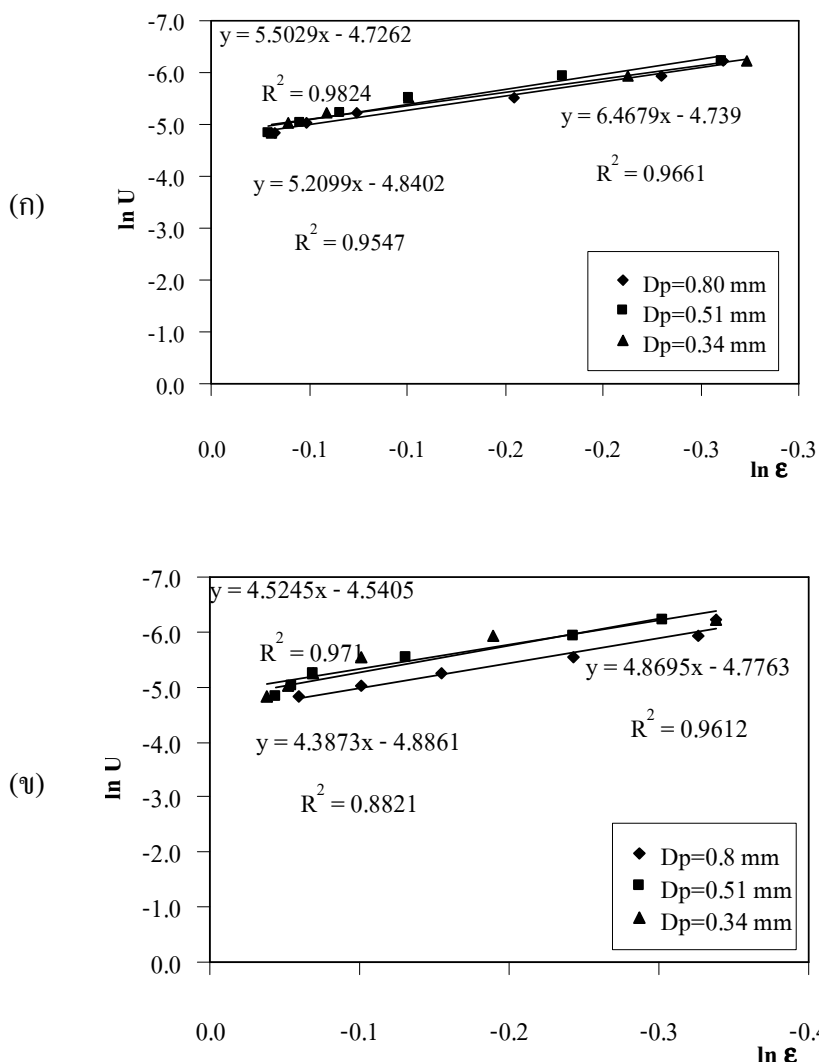 (ก)
ln U
-7.0
-6.0
-5.0
-4.0
-3.0
-2.0
-1.0
0.0
y = 5.5029x - 4.7262
R2 = 0.9824
y = 6.4679x - 4.739
R2 = 0.9661
y = 5.2099x - 4.8402
R2 = 0.9547
Dp=0.80 mm
Dp=0.51 mm
Dp=0.34 mm
0.0 -0.1 -0.1 -0.2 -0.2 -0.3 -0.3
ln ε
(ข)
ln U
-7.0
-6.0
-5.0
-4.0
-3.0
-2.0
-1.0
0.0
y = 4.5245x - 4.5405
R2 = 0.971
y = 4.8695x - 4.7763
R2 = 0.9612
y = 4.3873x - 4.8861
R2 = 0.8821
Dp=0.8 mm
Dp=0.51 mm
Dp=0.34 mm
0.0 -0.1 -0.2 -0.3 -0.4
ln ε